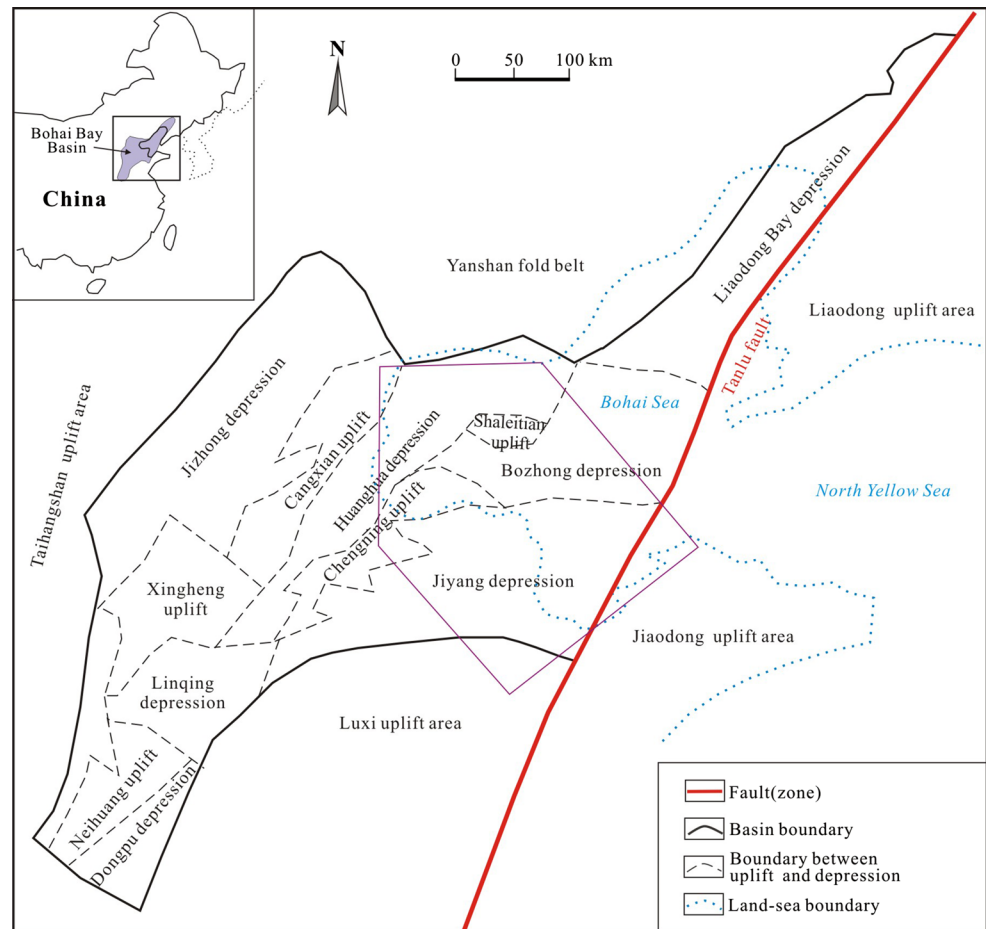 N
0 50 100 km
Bohai Bay
Basin
China
Yanshan fold belt
Liaodong Bay depression
Liaodong uplift area
Tanlu fault
Taihangshan uplift area
Jizhong depression
Cangxian uplift
Huanghua depression
Shaleitian
uplift
Bohai Sea
Bozhong depression
North Yellow Sea
Chengning uplift
Xingheng
uplift
Jiyang depression
Jiaodong uplift area
Linqing
depression
Luxi uplift area
Neihuang uplift
Dongpu depression
Fault(zone)
Basin boundary
Boundary between
uplift and depression
Land-sea boundary